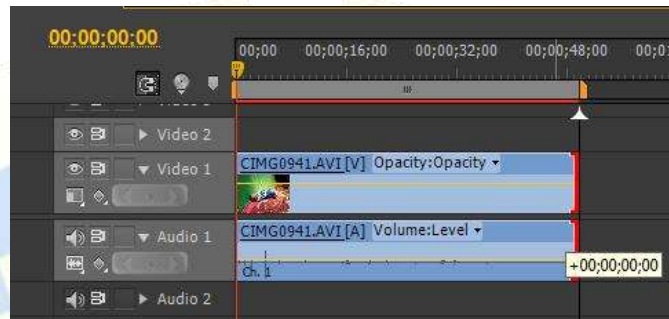 00;00;00;00
00;00 00;00;16;00 00;00;32;00 00;00;48;00 00;0
Video 2
Video 1
CIMG0941.AVI [V] Opacity:Opacity
Audio 1
CIMG0941.AVI [A] Volume:Level
Ch. 1
+00;00;00;00
Audio 2